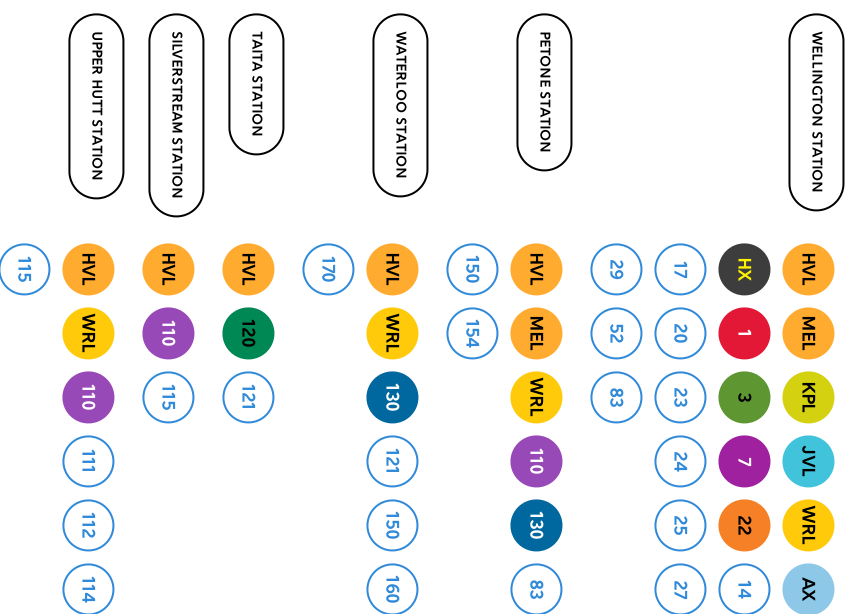 WELLINGTON STATION
HVL MEL KPL JVL WRL AX
HX 1 3 7 22 14
17 20 23 24 25 27
29 52 83
PETONE STATION
HVL MEL WRL 110 130 83
150 154
WATERLOO STATION
HVL WRL 130 121 150 160
170
TAITA STATION
HVL 120 121
SILVERSTREAM STATION
HVL 110 115
UPPER HUTT STATION
HVL WRL 110 111 112 114
115